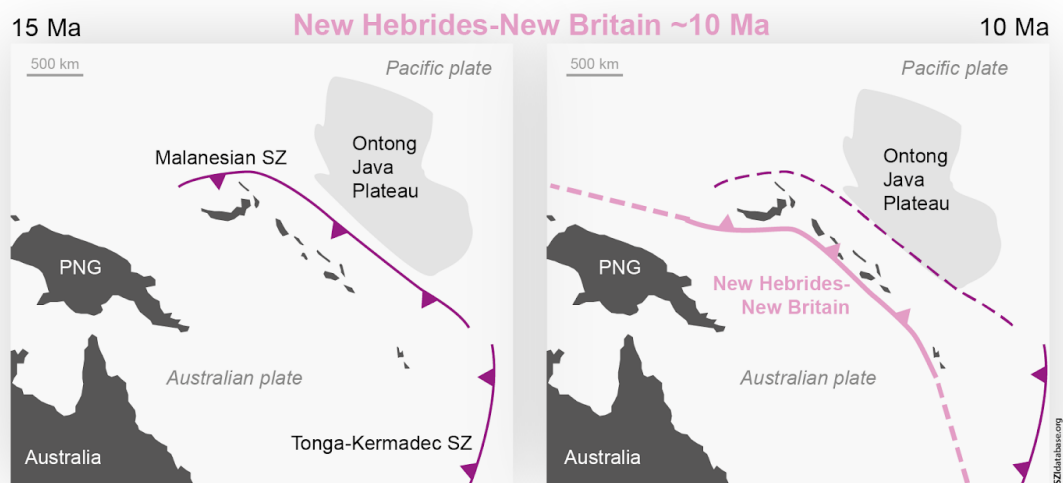 15 Ma
New Hebrides-New Britain ~10 Ma
10 Ma
500 km
Pacific plate
Malanesian SZ
Ontong
Java
Plateau
PNG
Australian plate
Tonga-Kermadec SZ
Australia
500 km
Pacific plate
Ontong
Java
Plateau
PNG
New Hebrides-
New Britain
Australian plate
Australia
SZIdatabase.org